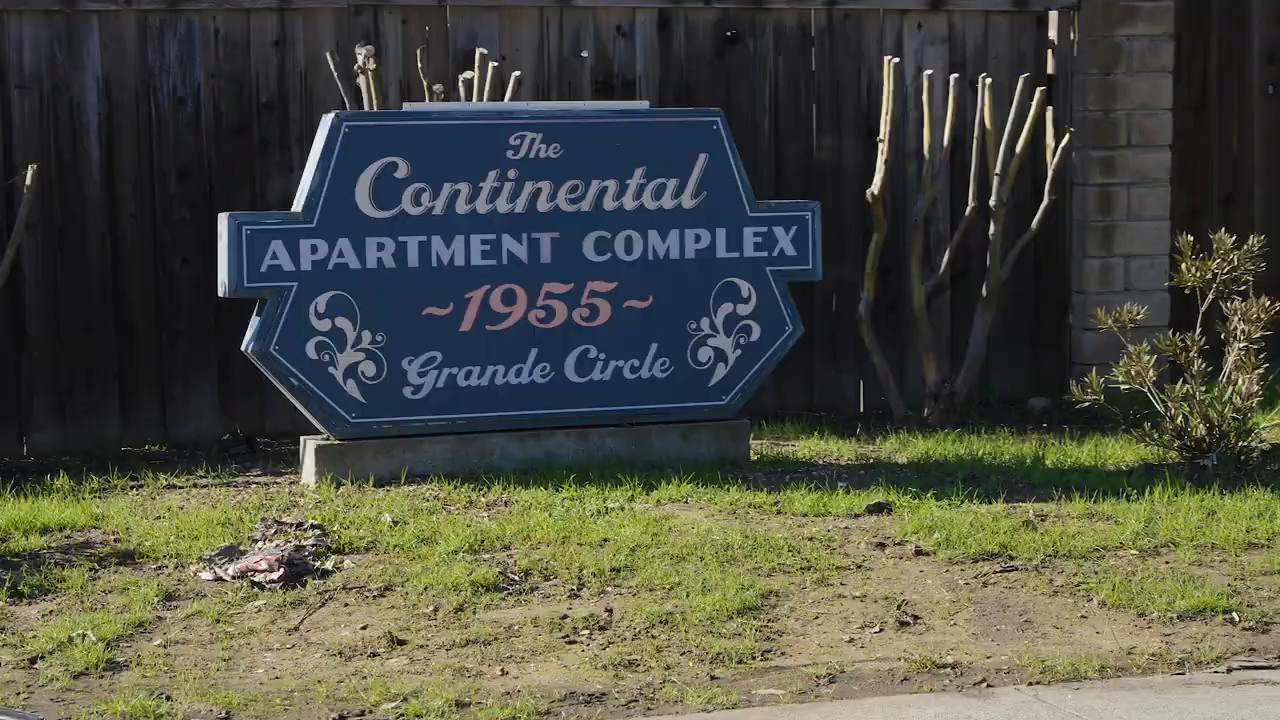 The
Continental
APARTMENT COMPLEX
~1955~
Grande Circle